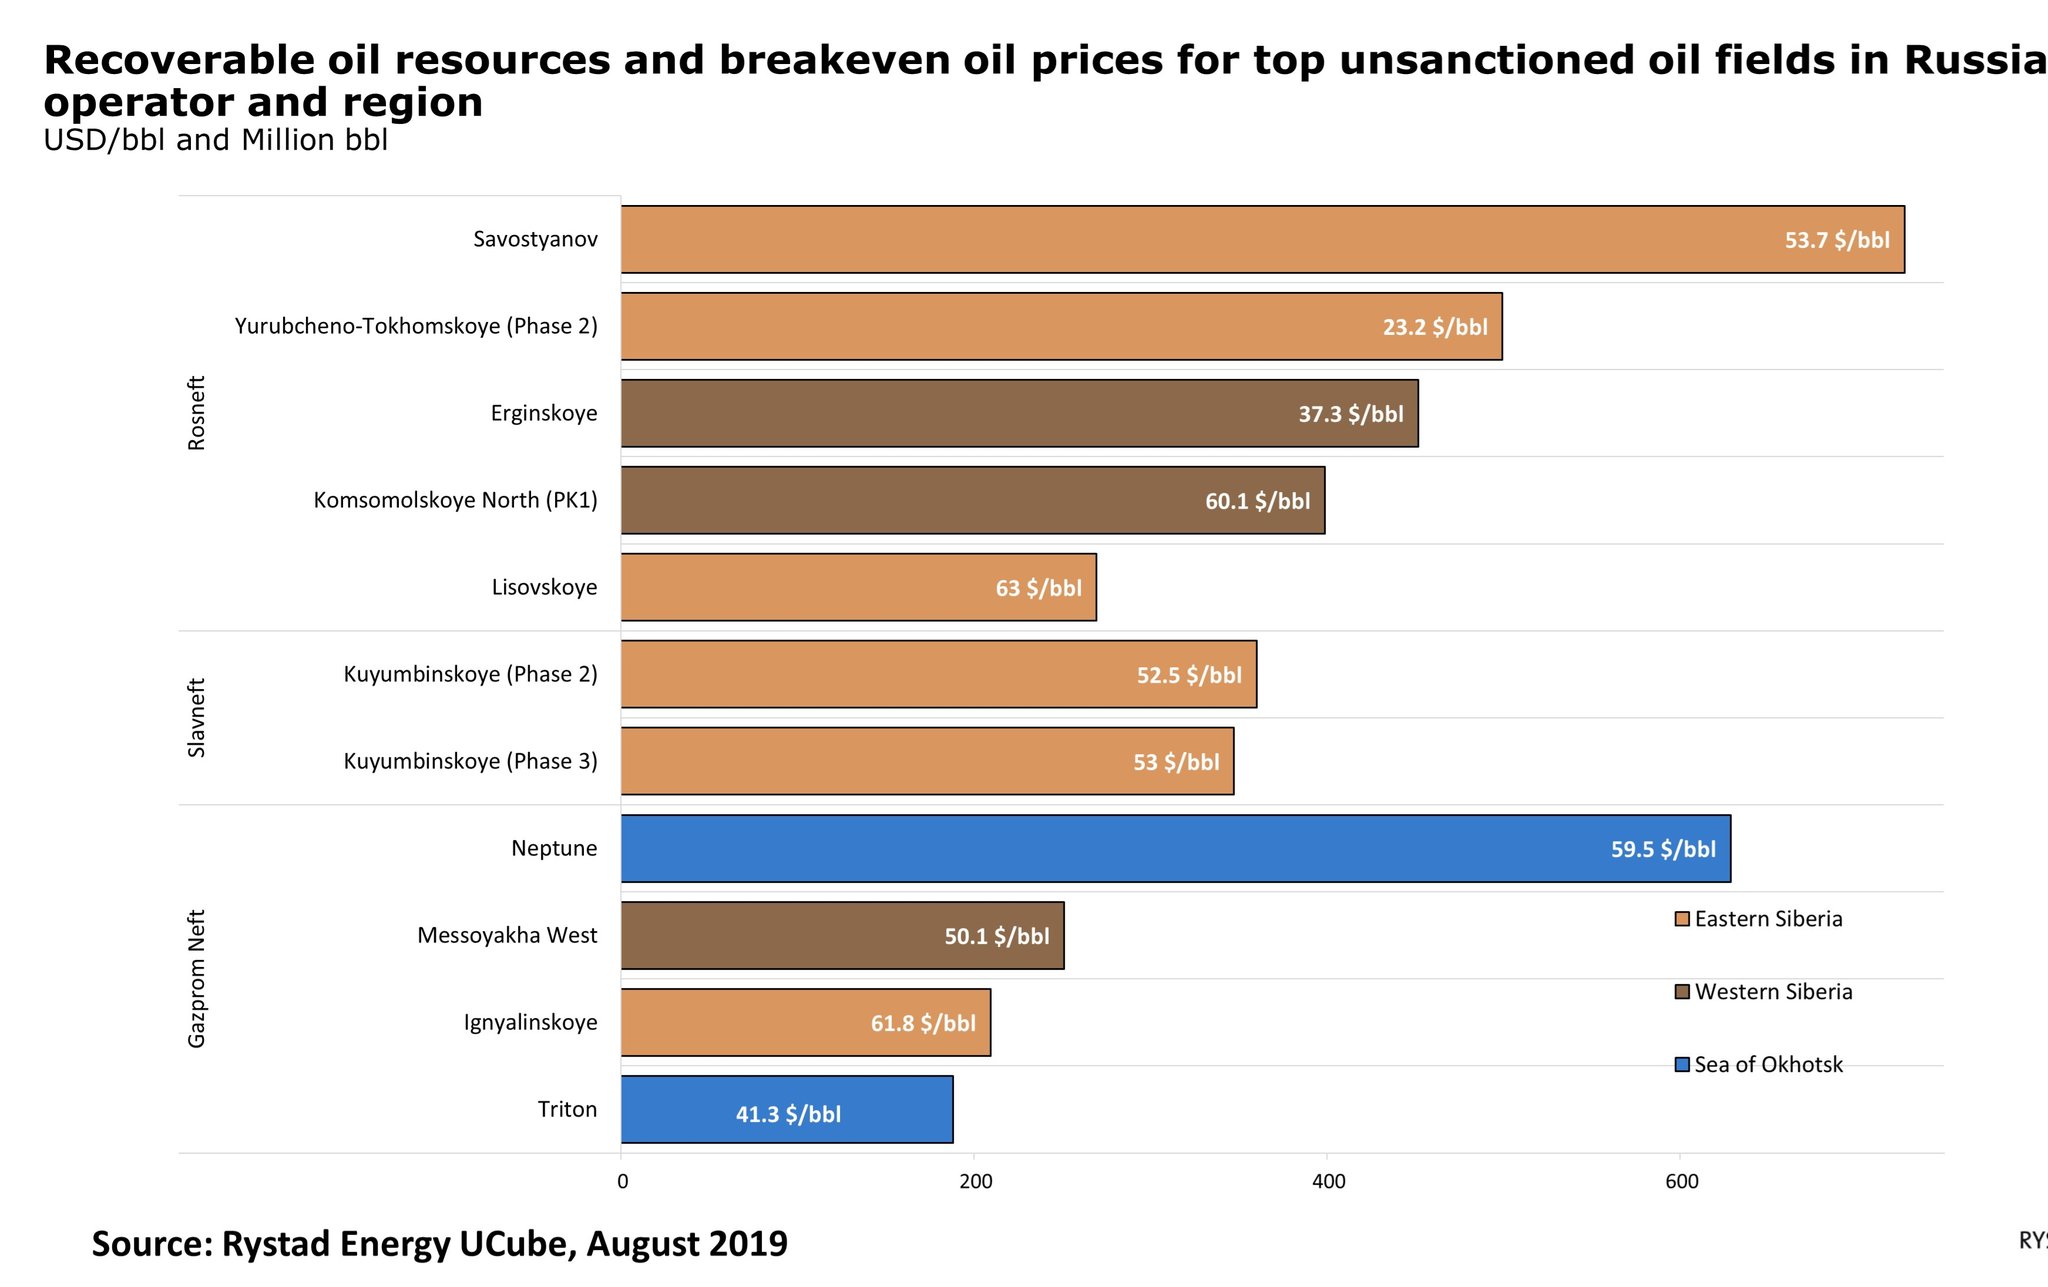 Recoverable oil resources and breakeven oil prices for top unsanctioned oil fields in Russia
operator and region
USD/bbl and Million bbl
Rosneft
Savostyanov
53.7 $/bbl
Yurubcheno-Tokhomskoye (Phase 2)
23.2 $/bbl
Erginskoye
37.3 $/bbl
Komsomolskoye North (PK1)
60.1 $/bbl
Lisovskoye
63 $/bbl
Slavneft
Kuyumbinskoye (Phase 2)
52.5 $/bbl
Kuyumbinskoye (Phase 3)
53 $/bbl
Gazprom Neft
Neptune
59.5 $/bbl
Messoyakha West
50.1 $/bbl
Ignyalinskoye
61.8 $/bbl
Triton
41.3 $/bbl
Eastern Siberia
Western Siberia
Sea of Okhotsk
0 200 400 600
Source: Rystad Energy UCube, August 2019